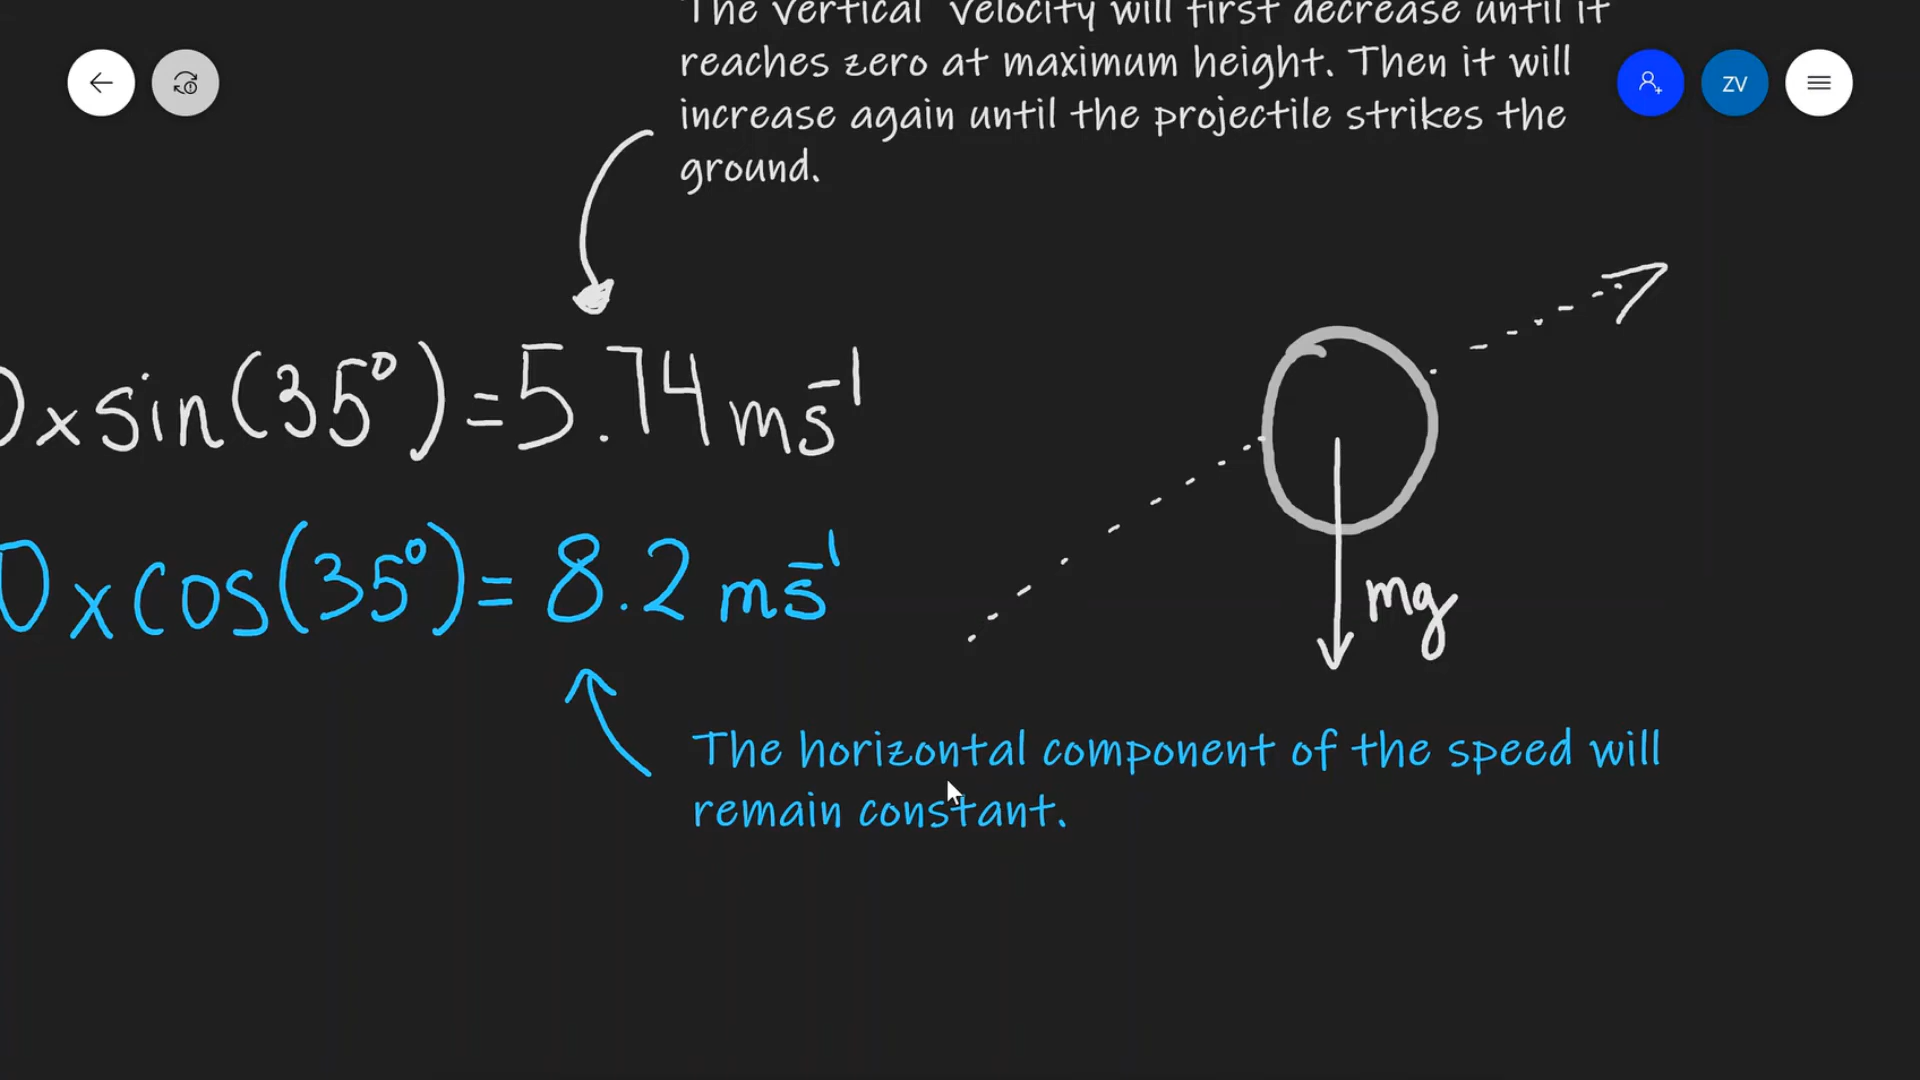 The vertical velocity will first decrease until it
reaches zero at maximum height. Then it will
increase again until the projectile strikes the
ground.
ZV
0 x sin(35°) = 5.74 ms⁻¹
0 x cos(35°) = 8.2 ms⁻¹
mg
The horizontal component of the speed will
remain constant.